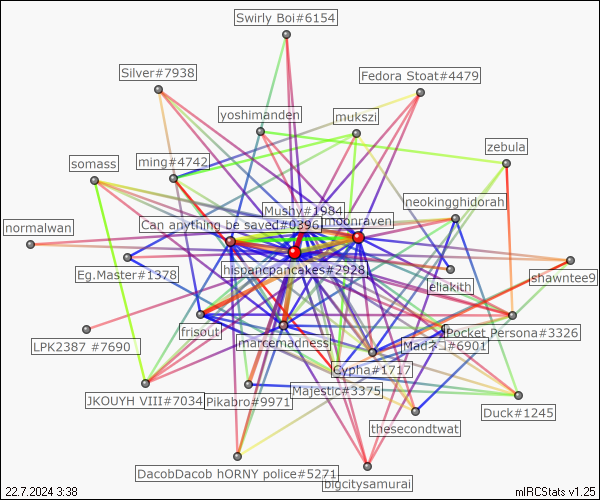 Swirly Boi#6154
Silver#7938
Fedora Stoat#4479
yoshimanden
mukszi
zebula
somass
ming#4742
neokingghidorah
Mushy#1984
normalwan
Can anything be saved#0396
moonraven
hispancpancakes#2928
Eg.Master#1378
eliakith
shawntee9
frisout
Pocket Persona#3326
LPK2387 #7690
marcemadness
Madネコ#6901
Cypha#1717
Majestic#3375
JKOUYH VIII#7034
Pikabro#9971
Duck#1245
thesecondtwat
DacobDacob hORNY police#5271
bigcitysamurai
22.7.2024 3:38
mIRCStats v1.25